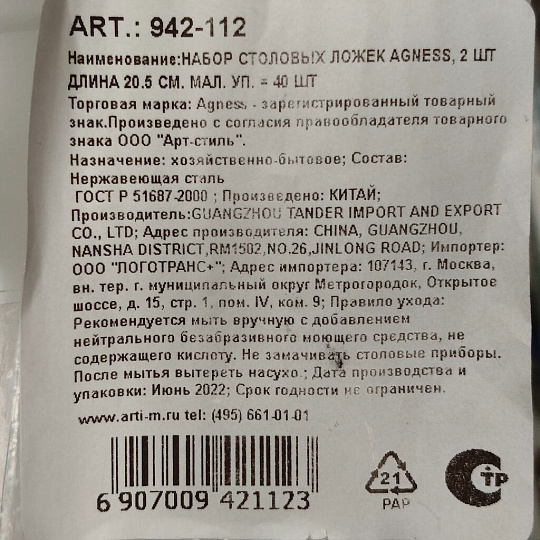 ART.: 942-112
Наименование:НАБОР СТОЛОВЫХ ЛОЖЕК AGNESS, 2 ШТ
ДЛИНА 20.5 СМ. МАЛ. УП. = 40 ШТ
Торговая марка: Agness - зарегистрированный товарный
знак.Произведено с согласия правообладателя товарного
знака ООО "Арт-стиль".
Назначение: хозяйственно-бытовое; Состав:
Нержавеющая сталь
ГОСТ Р 51687-2000 ; Произведено: КИТАЙ;
Производитель:GUANGZHOU TANDER IMPORT AND EXPORT
CO., LTD; Адрес производителя: CHINA, GUANGZHOU,
NANSHA DISTRICT,RM1502,NO.26,JINLONG ROAD; Импортер:
ООО "ЛОГОТРАНС+"; Адрес импортера: 107143, г. Москва,
вн. тер. г. муниципальный округ Метрогородок, Открытое
шоссе, д. 15, стр. 1, пом. IV, ком. 9; Правило ухода:
Рекомендуется мыть вручную с добавлением
нейтрального безабразивного моющего средства, не
содержащего кислоту. Не замачивать столовые приборы.
После мытья вытереть насухо.; Дата производства и
упаковки: Июнь 2022; Срок годности не ограничен.
www.arti-m.ru tel: (495) 661-01-01
6 907009 421123
21
PAP
СТР